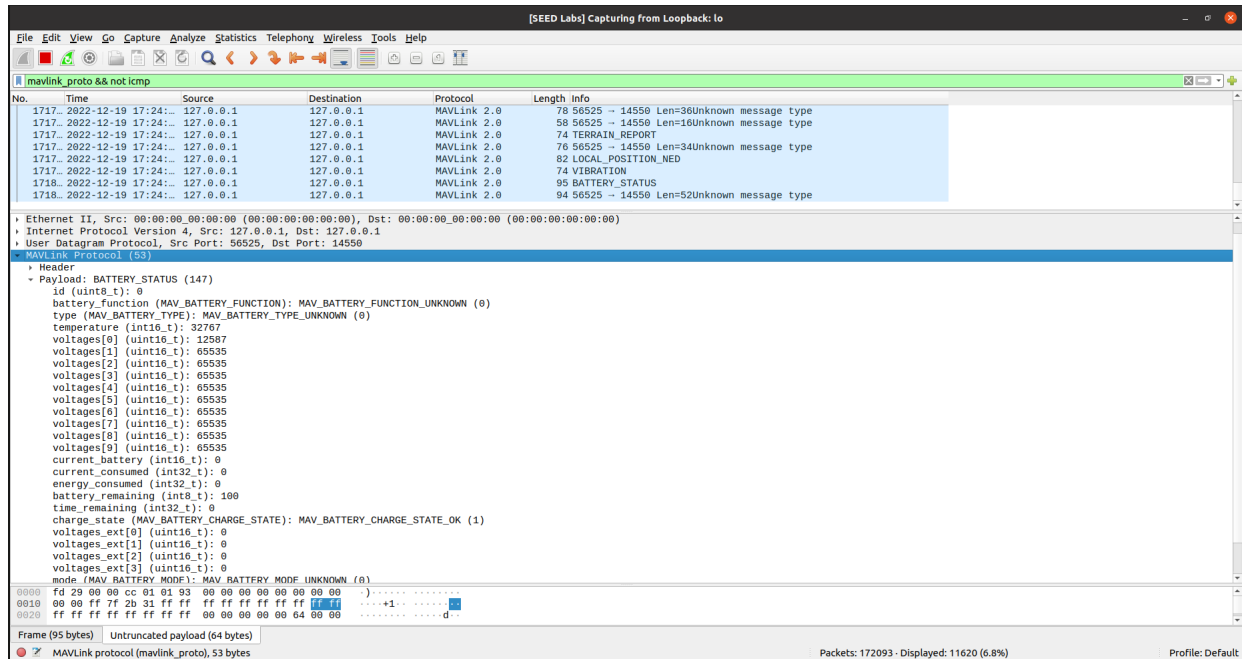 [SEED Labs] Capturing from Loopback: lo
File Edit View Go Capture Analyze Statistics Telephony Wireless Tools Help
mavlink_proto && not icmp
No. Time Source Destination Protocol Length Info
1717… 2022-12-19 17:24:… 127.0.0.1 127.0.0.1 MAVLink 2.0 78 56525 → 14550 Len=36Unknown message type
1717… 2022-12-19 17:24:… 127.0.0.1 127.0.0.1 MAVLink 2.0 58 56525 → 14550 Len=16Unknown message type
1717… 2022-12-19 17:24:… 127.0.0.1 127.0.0.1 MAVLink 2.0 74 TERRAIN_REPORT
1717… 2022-12-19 17:24:… 127.0.0.1 127.0.0.1 MAVLink 2.0 76 56525 → 14550 Len=34Unknown message type
1717… 2022-12-19 17:24:… 127.0.0.1 127.0.0.1 MAVLink 2.0 82 LOCAL_POSITION_NED
1717… 2022-12-19 17:24:… 127.0.0.1 127.0.0.1 MAVLink 2.0 74 VIBRATION
1718… 2022-12-19 17:24:… 127.0.0.1 127.0.0.1 MAVLink 2.0 95 BATTERY_STATUS
1718… 2022-12-19 17:24:… 127.0.0.1 127.0.0.1 MAVLink 2.0 94 56525 → 14550 Len=52Unknown message type
Ethernet II, Src: 00:00:00_00:00:00 (00:00:00:00:00:00), Dst: 00:00:00_00:00:00 (00:00:00:00:00:00)
Internet Protocol Version 4, Src: 127.0.0.1, Dst: 127.0.0.1
User Datagram Protocol, Src Port: 56525, Dst Port: 14550
MAVLink Protocol (53)
Header
Payload: BATTERY_STATUS (147)
id (uint8_t): 0
battery_function (MAV_BATTERY_FUNCTION): MAV_BATTERY_FUNCTION_UNKNOWN (0)
type (MAV_BATTERY_TYPE): MAV_BATTERY_TYPE_UNKNOWN (0)
temperature (int16_t): 32767
voltages[0] (uint16_t): 12587
voltages[1] (uint16_t): 65535
voltages[2] (uint16_t): 65535
voltages[3] (uint16_t): 65535
voltages[4] (uint16_t): 65535
voltages[5] (uint16_t): 65535
voltages[6] (uint16_t): 65535
voltages[7] (uint16_t): 65535
voltages[8] (uint16_t): 65535
voltages[9] (uint16_t): 65535
current_battery (int16_t): 0
current_consumed (int32_t): 0
energy_consumed (int32_t): 0
battery_remaining (int8_t): 100
time_remaining (int32_t): 0
charge_state (MAV_BATTERY_CHARGE_STATE): MAV_BATTERY_CHARGE_STATE_OK (1)
voltages_ext[0] (uint16_t): 0
voltages_ext[1] (uint16_t): 0
voltages_ext[2] (uint16_t): 0
voltages_ext[3] (uint16_t): 0
mode (MAV_BATTERY_MODE): MAV_BATTERY_MODE_UNKNOWN (0)
0000 fd 29 00 00 cc 01 01 93 00 00 00 00 00 00 00 00 ·)······ ········
0010 00 00 ff 7f 2b 31 ff ff ff ff ff ff ff ff ff ff ····+1·· ········
0020 ff ff ff ff ff ff ff ff 00 00 00 00 00 64 00 00 ········ ·····d··
Frame (95 bytes) Untruncated payload (64 bytes)
MAVLink protocol (mavlink_proto), 53 bytes Packets: 172093 · Displayed: 11620 (6.8%) Profile: Default